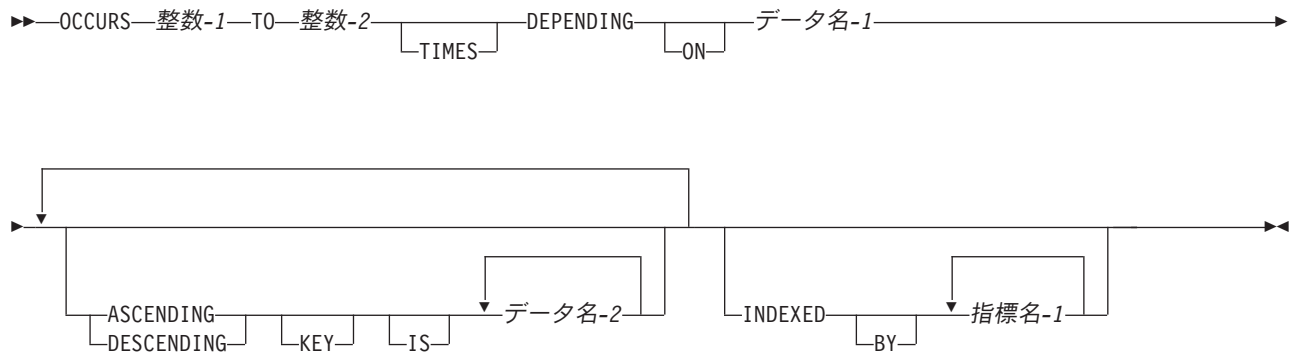 OCCURS 整数-1 TO 整数-2 DEPENDING データ名-1
TIMES ON
ASCENDING データ名-2 INDEXED 指標名-1
DESCENDING KEY IS BY